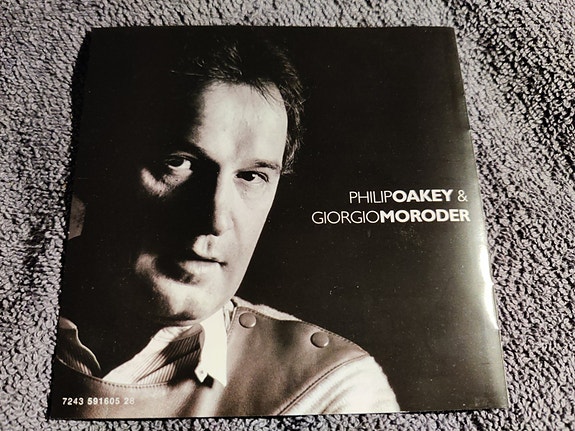 PHILIPOAKEY &
GIORGIOMORODER
7243 591605 28